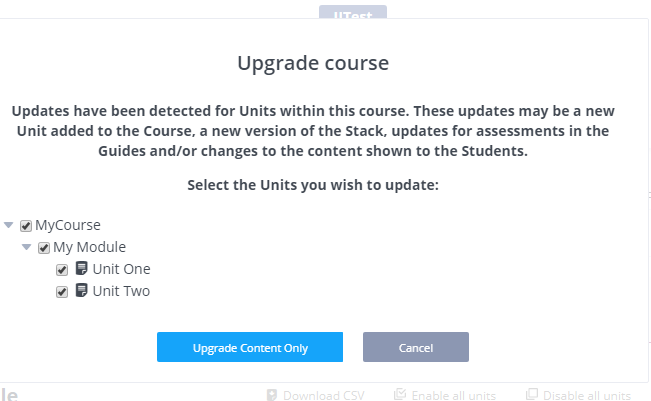 UTest
Upgrade course
Updates have been detected for Units within this course. These updates may be a new
Unit added to the Course, a new version of the Stack, updates for assessments in the
Guides and/or changes to the content shown to the Students.
Select the Units you wish to update:
MyCourse
My Module
Unit One
Unit Two
Upgrade Content Only
Cancel
le
Download CSV
Enable all units
Disable all units